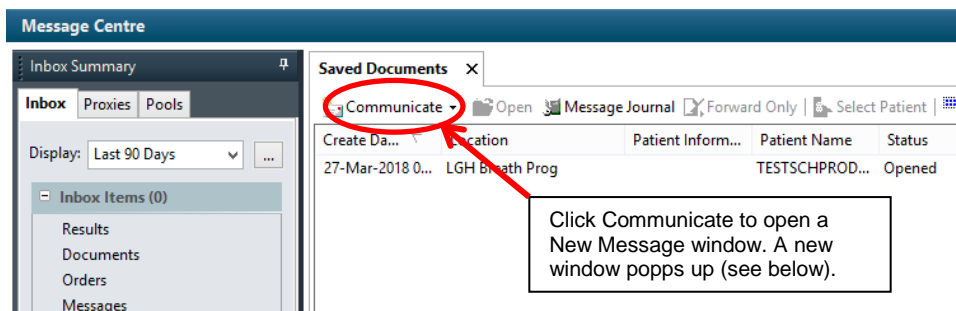 Message Centre
Inbox Summary
Inbox Proxies Pools
Display: Last 90 Days ...
Inbox Items (0)
Results
Documents
Orders
Messages
Saved Documents X
Communicate Open Message Journal Forward Only | Select Patient |
Create Da... Location Patient Inform... Patient Name Status
27-Mar-2018 0... LGH Breath Prog TESTSCHPROD... Opened
Click Communicate to open a
New Message window. A new
window popps up (see below).